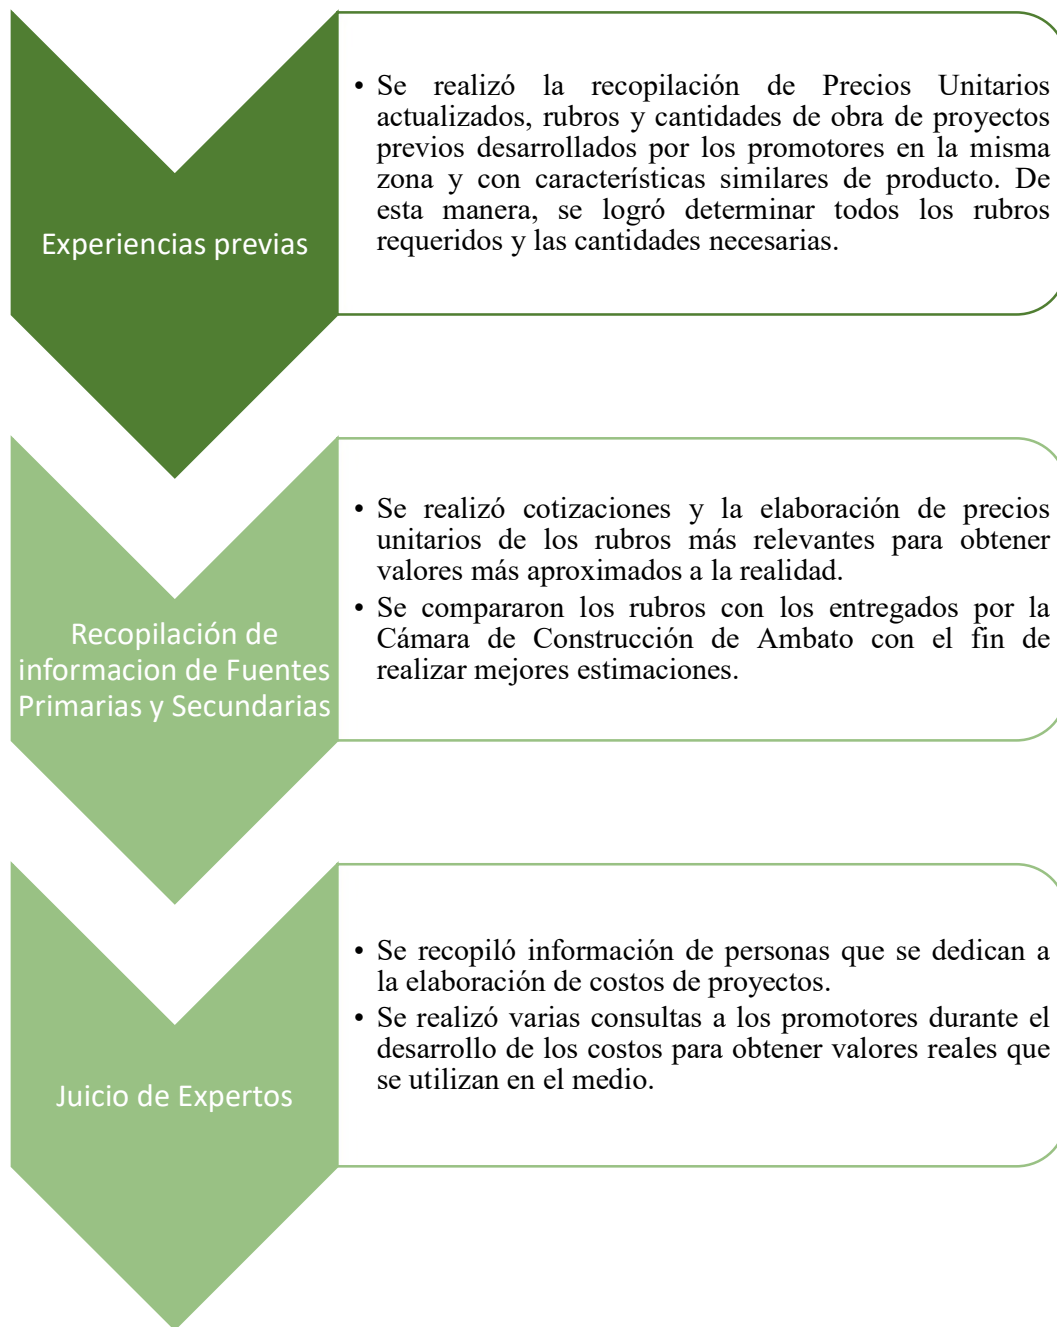 Experiencias previas
• Se realizó la recopilación de Precios Unitarios
actualizados, rubros y cantidades de obra de proyectos
previos desarrollados por los promotores en la misma
zona y con características similares de producto. De
esta manera, se logró determinar todos los rubros
requeridos y las cantidades necesarias.
Recopilación de
informacion de Fuentes
Primarias y Secundarias
• Se realizó cotizaciones y la elaboración de precios
unitarios de los rubros más relevantes para obtener
valores más aproximados a la realidad.
• Se compararon los rubros con los entregados por la
Cámara de Construcción de Ambato con el fin de
realizar mejores estimaciones.
Juicio de Expertos
• Se recopiló información de personas que se dedican a
la elaboración de costos de proyectos.
• Se realizó varias consultas a los promotores durante el
desarrollo de los costos para obtener valores reales que
se utilizan en el medio.